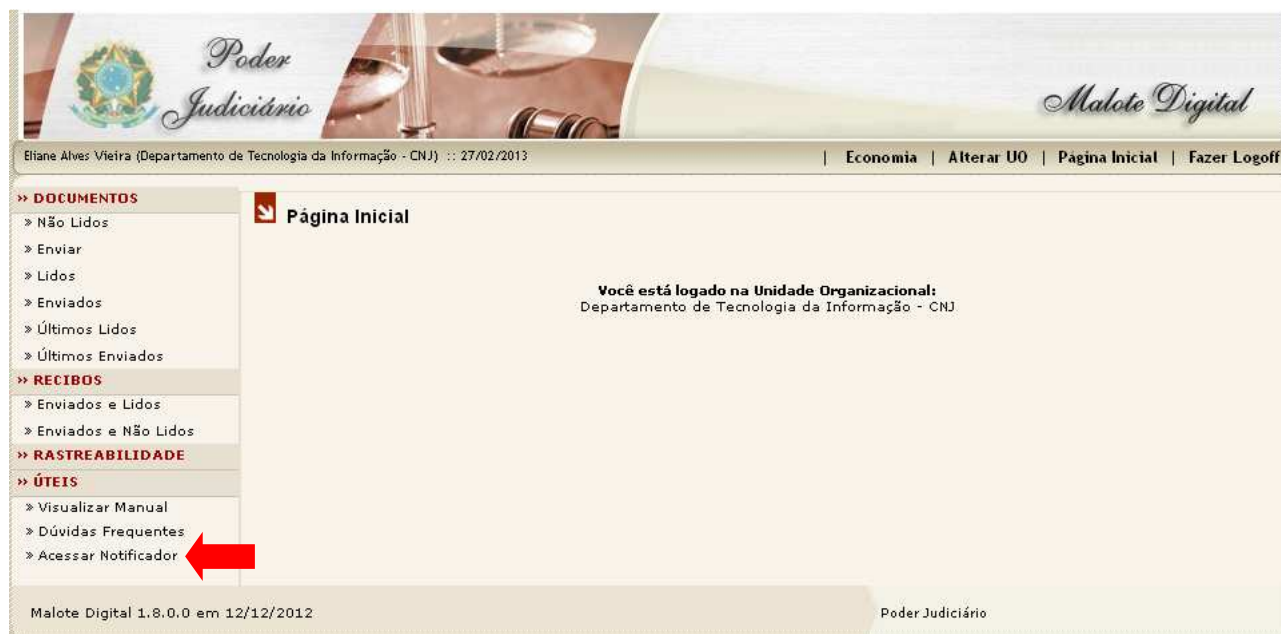 Poder
Judiciário
Malote Digital
Eliane Alves Vieira (Departamento de Tecnologia da Informação - CNJ) :: 27/02/2013
| Economia | Alterar UO | Página Inicial | Fazer Logoff
» DOCUMENTOS
» Não Lidos
» Enviar
» Lidos
» Enviados
» Últimos Lidos
» Últimos Enviados
» RECIBOS
» Enviados e Lidos
» Enviados e Não Lidos
» RASTREABILIDADE
» ÚTEIS
» Visualizar Manual
» Dúvidas Frequentes
» Acessar Notificador
Página Inicial
Você está logado na Unidade Organizacional:
Departamento de Tecnologia da Informação - CNJ
Malote Digital 1.8.0.0 em 12/12/2012
Poder Judiciário